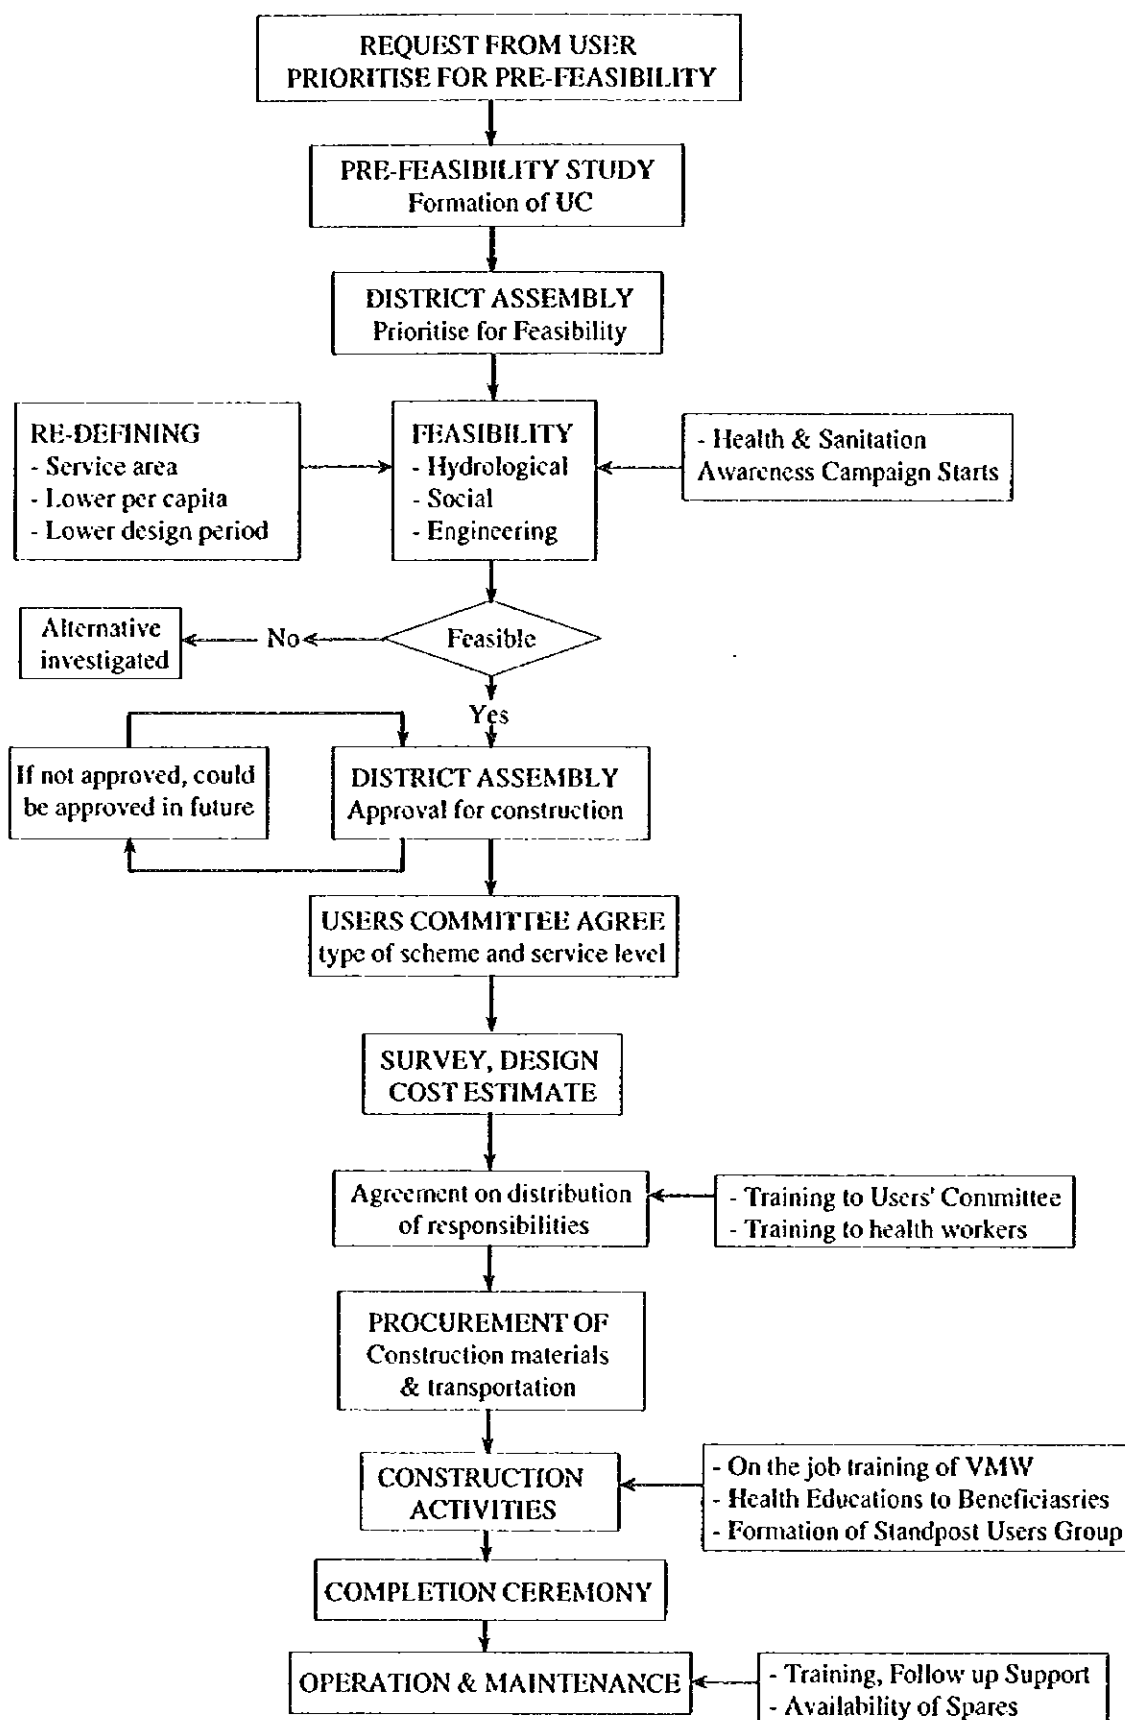 REQUEST FROM USER
PRIORITISE FOR PRE-FEASIBILITY
PRE-FEASIBILITY STUDY
Formation of UC
DISTRICT ASSEMBLY
Prioritise for Feasibility
RE-DEFINING
- Service area
- Lower per capita
- Lower design period
FEASIBILITY
- Hydrological
- Social
- Engineering
- Health & Sanitation
Awareness Campaign Starts
Alternative
investigated
No
Feasible
Yes
If not approved, could
be approved in future
DISTRICT ASSEMBLY
Approval for construction
USERS COMMITTEE AGREE
type of scheme and service level
SURVEY, DESIGN
COST ESTIMATE
Agreement on distribution
of responsibilities
- Training to Users' Committee
- Training to health workers
PROCUREMENT OF
Construction materials
& transportation
CONSTRUCTION
ACTIVITIES
- On the job training of VMW
- Health Educations to Beneficiasries
- Formation of Standpost Users Group
COMPLETION CEREMONY
OPERATION & MAINTENANCE
- Training, Follow up Support
- Availability of Spares